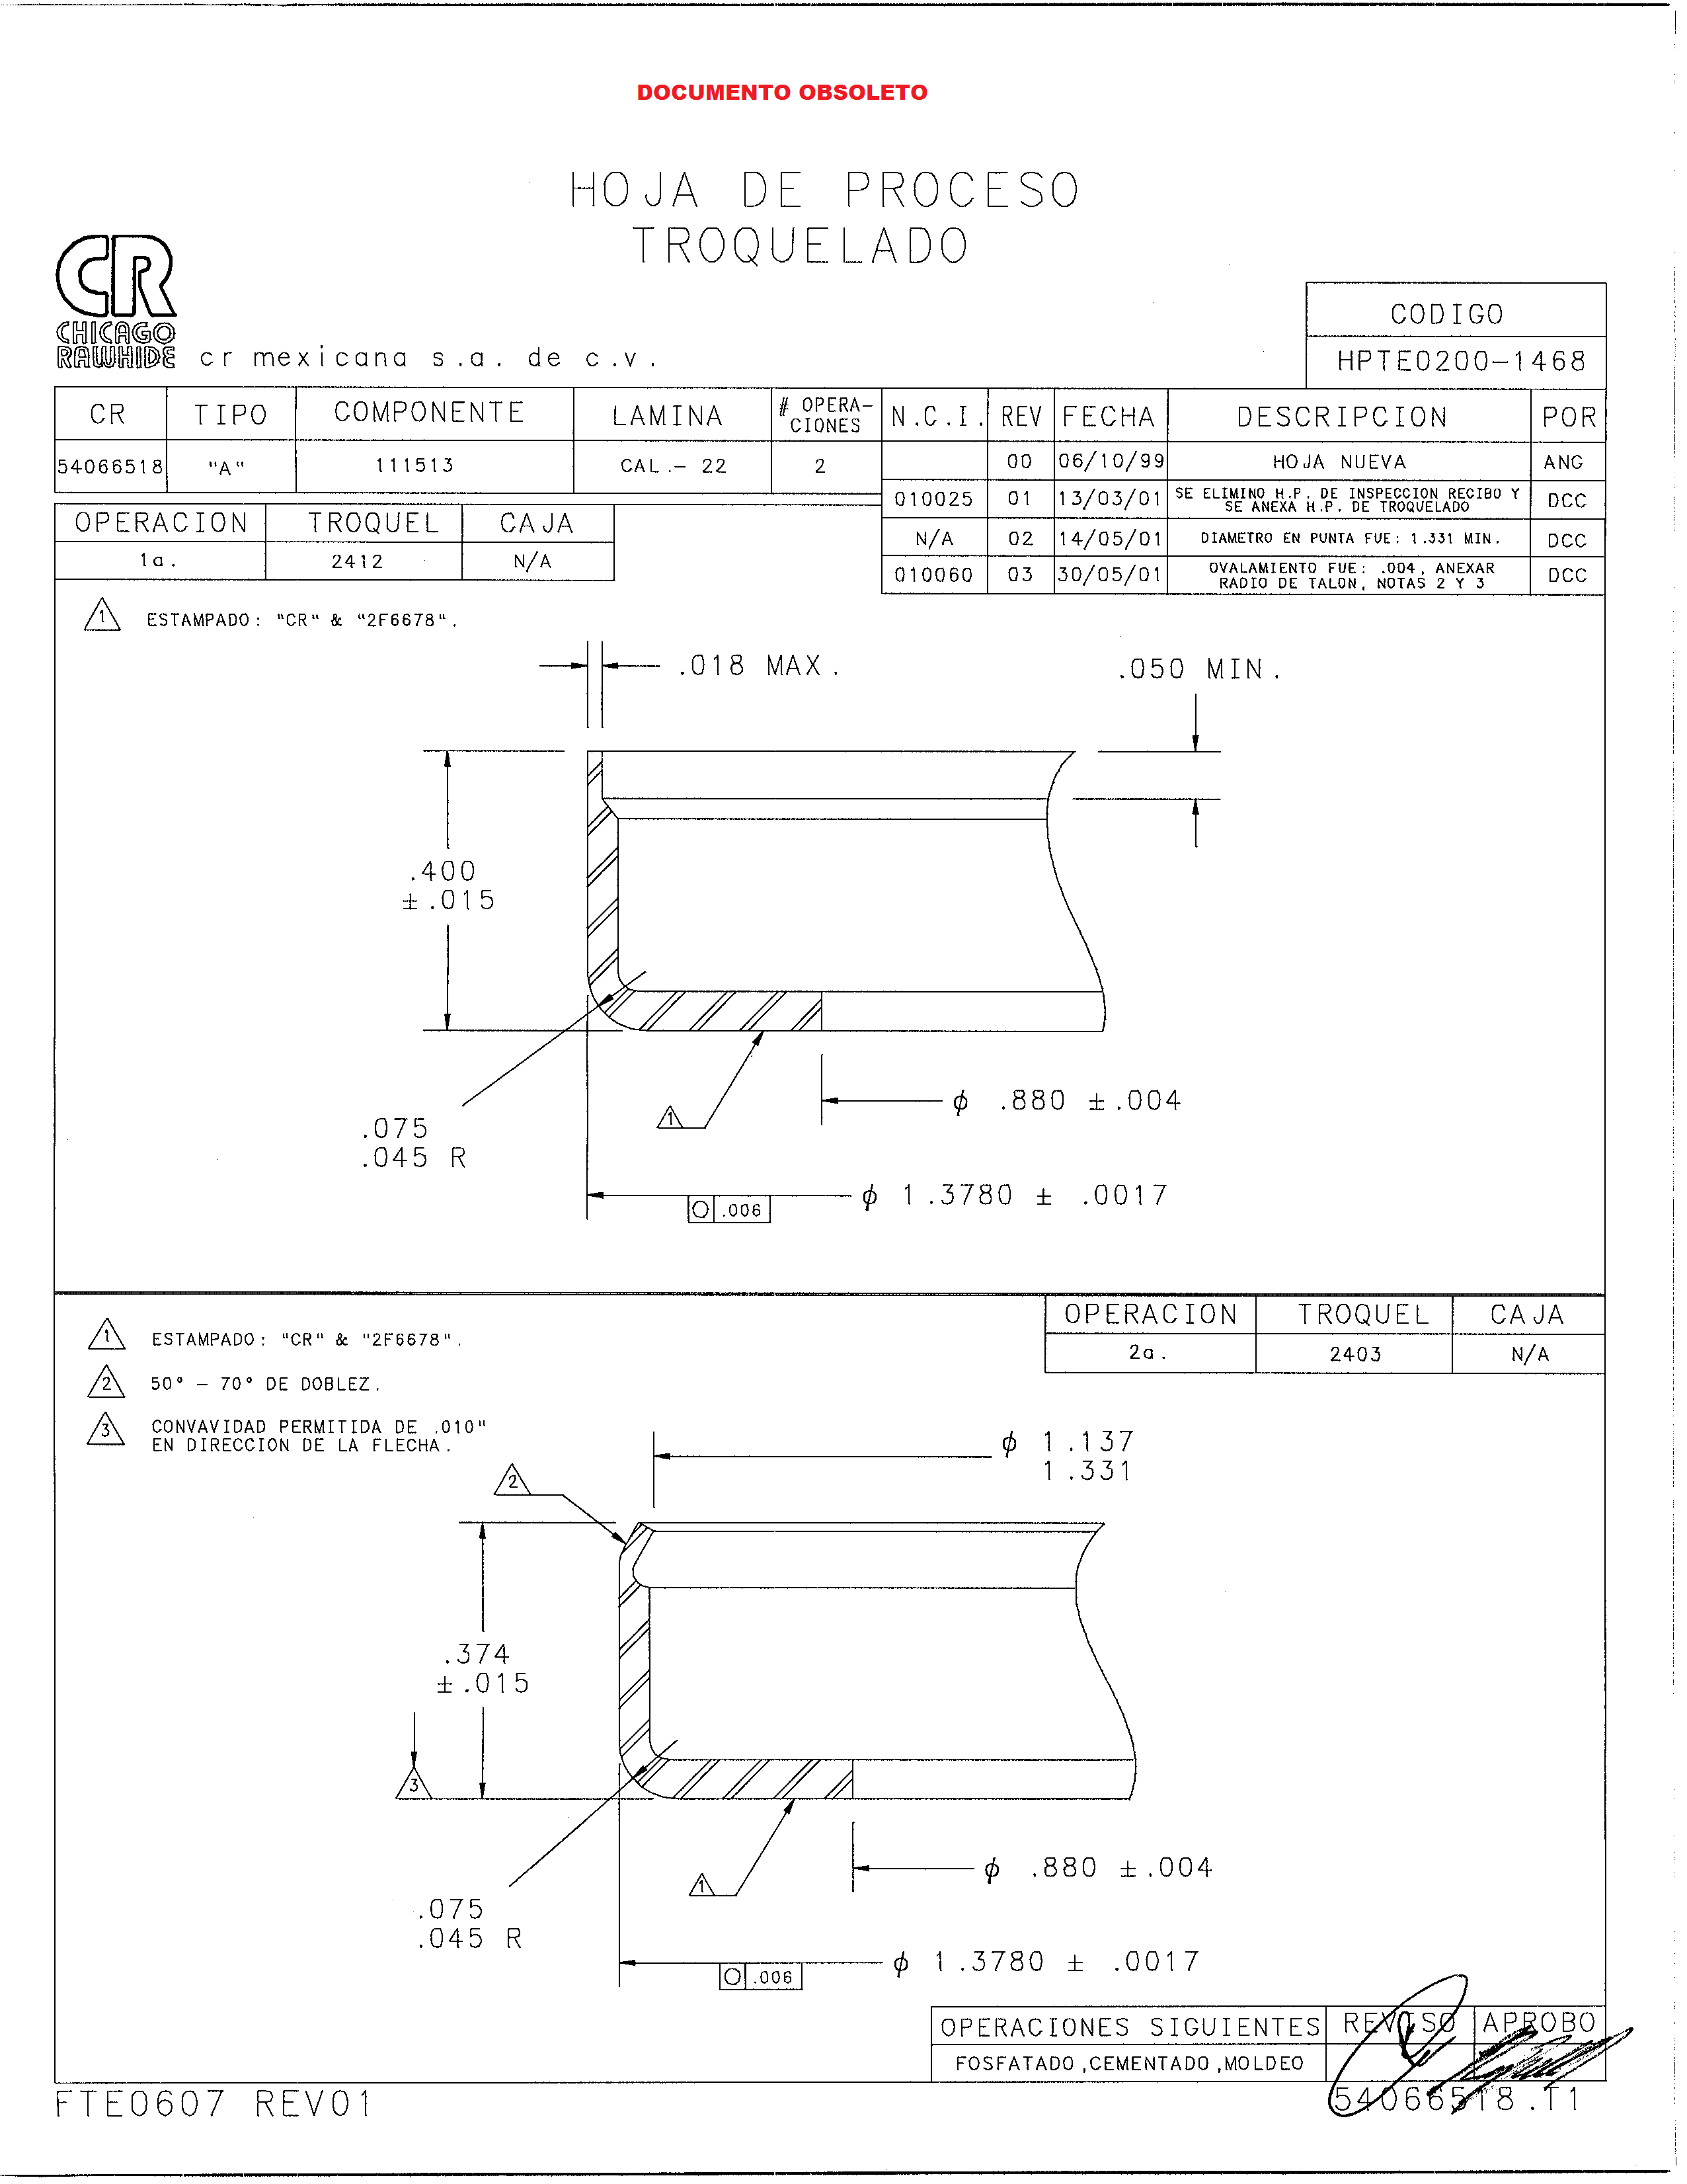 DOCUMENTO OBSOLETO
HOJA DE PROCESO
TROQUELADO
CR
CHICAGO
RAWHIDE
cr mexicana s.a. de c.v.
CODIGO
HPTE0200-1468
CR TIPO COMPONENTE LAMINA # OPERA-CIONES N.C.I. REV FECHA DESCRIPCION POR
54066518 "A" 111513 CAL.- 22 2
00 06/10/99 HOJA NUEVA ANG
010025 01 13/03/01 SE ELIMINO H.P. DE INSPECCION RECIBO Y
SE ANEXA H.P. DE TROQUELADO DCC
N/A 02 14/05/01 DIAMETRO EN PUNTA FUE: 1.331 MIN. DCC
010060 03 30/05/01 OVALAMIENTO FUE: .004, ANEXAR
RADIO DE TALON, NOTAS 2 Y 3 DCC
OPERACION TROQUEL CAJA
1a. 2412 N/A
1 ESTAMPADO: "CR" & "2F6678".
.018 MAX.
.050 MIN.
.400
±.015
.075
.045 R
1
ϕ .880 ±.004
ϕ 1.3780 ± .0017
○ .006
OPERACION TROQUEL CAJA
2a. 2403 N/A
1 ESTAMPADO: "CR" & "2F6678".
2 50° - 70° DE DOBLEZ.
3 CONVAVIDAD PERMITIDA DE .010"
EN DIRECCION DE LA FLECHA.
ϕ 1.137
1.331
2
.374
±.015
3
.075
.045 R
1
ϕ .880 ±.004
ϕ 1.3780 ± .0017
○ .006
OPERACIONES SIGUIENTES REVISO APROBO
FOSFATADO,CEMENTADO,MOLDEO
FTE0607 REV01
54066518.T1